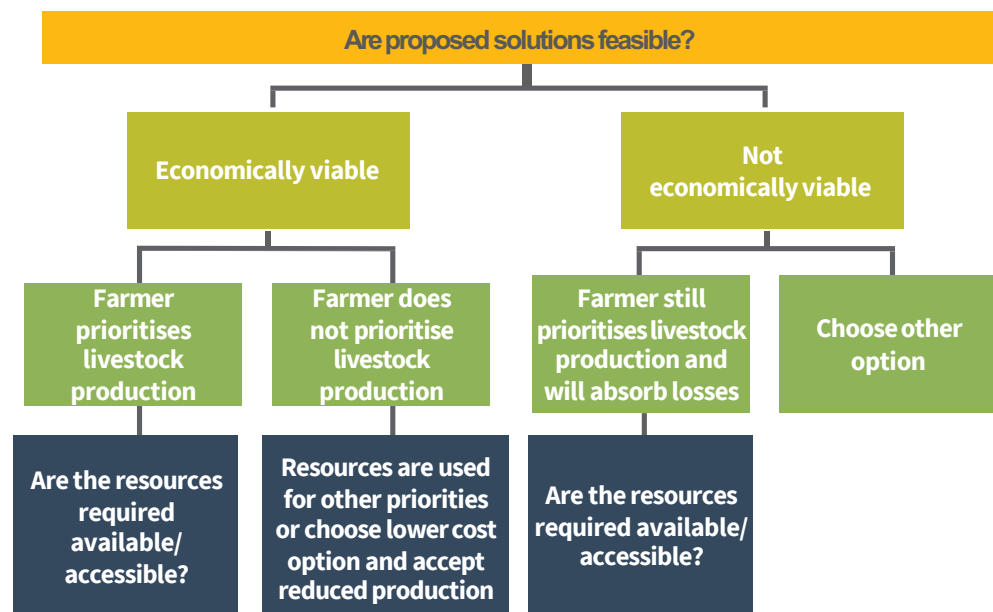 Are proposed solutions feasible?
Economically viable
Not
economically viable
Farmer
prioritises
livestock
production
Farmer does
not prioritise
livestock
production
Farmer still
prioritises livestock
production and
will absorb losses
Choose other
option
Are the resources
required
available/
accessible?
Resources are used
for other priorities
or choose lower cost
option and accept
reduced production
Are the resources
required available/
accessible?